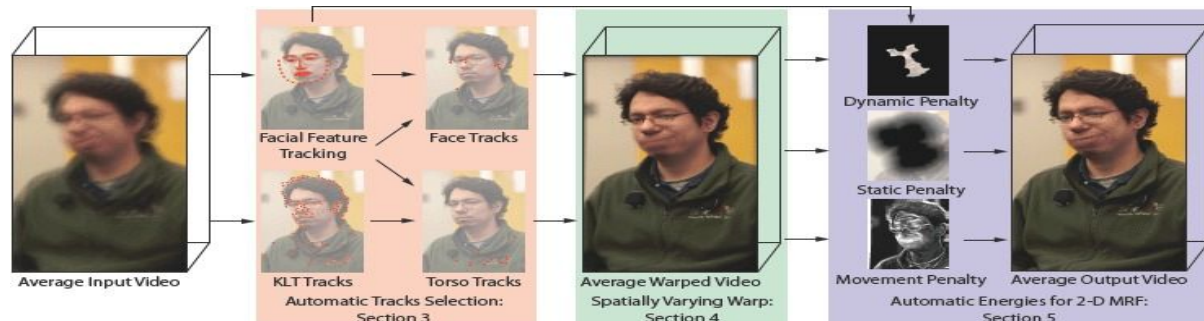 Dynamic Penalty
Facial Feature
Tracking
Face Tracks
Static Penalty
Average Input Video
KLT Tracks
Torso Tracks
Average Warped Video
Movement Penalty
Average Output Video
Automatic Tracks Selection:
Section 3
Spatially Varying Warp:
Section 4
Automatic Energies for 2-D MRF:
Section 5